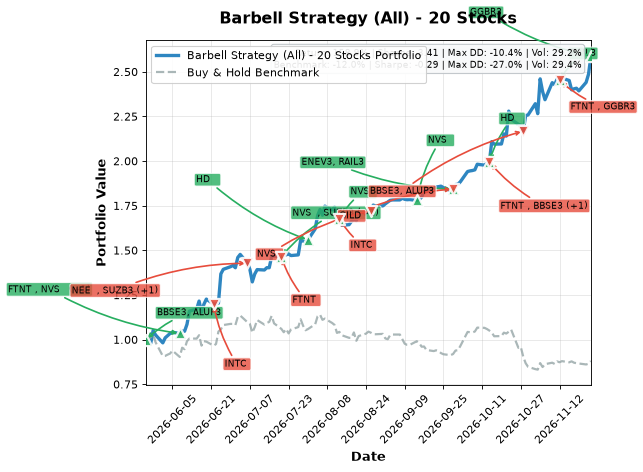 GGBR3
Barbell Strategy (All) - 20 Stocks
Barbell Strategy (All) - 20 Stocks Portfolio
Buy & Hold Benchmark
41 | Max DD: -10.4% | Vol: 29.2%
29 | Max DD: -27.0% | Vol: 29.4%
FTNT , GGBR3
HD
NVS
ENEV3, RAIL3
HD
BBSE3, ALUP3
FTNT , BBSE3 (+1)
INTC
NVS
FTNT , NVS
NEE , SUZB3 (+1)
FTNT
BBSE3, ALUP3
INTC
Portfolio Value
2.50
2.25
2.00
1.75
1.50
1.25
1.00
0.75
2026-06-05
2026-06-21
2026-07-07
2026-07-23
2026-08-08
2026-08-24
2026-09-09
2026-09-25
2026-10-11
2026-10-27
2026-11-12
Date